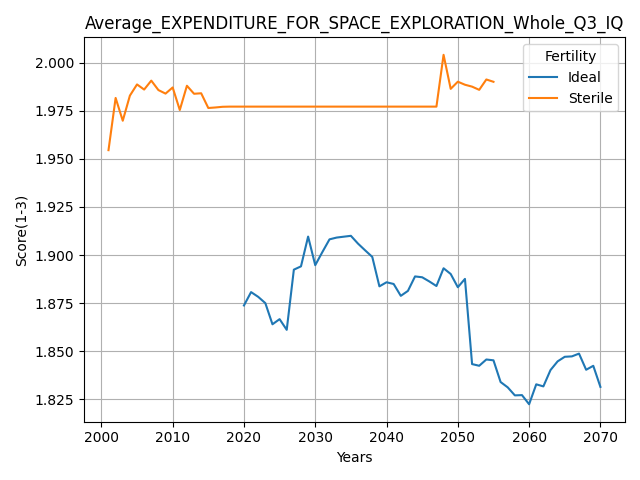 Average_EXPENDITURE_FOR_SPACE_EXPLORATION_Whole_Q3_IQ
Fertility
Ideal
Sterile
2.000
1.975
1.950
1.925
1.900
1.875
1.850
1.825
Score(1-3)
2000 2010 2020 2030 2040 2050 2060 2070
Years